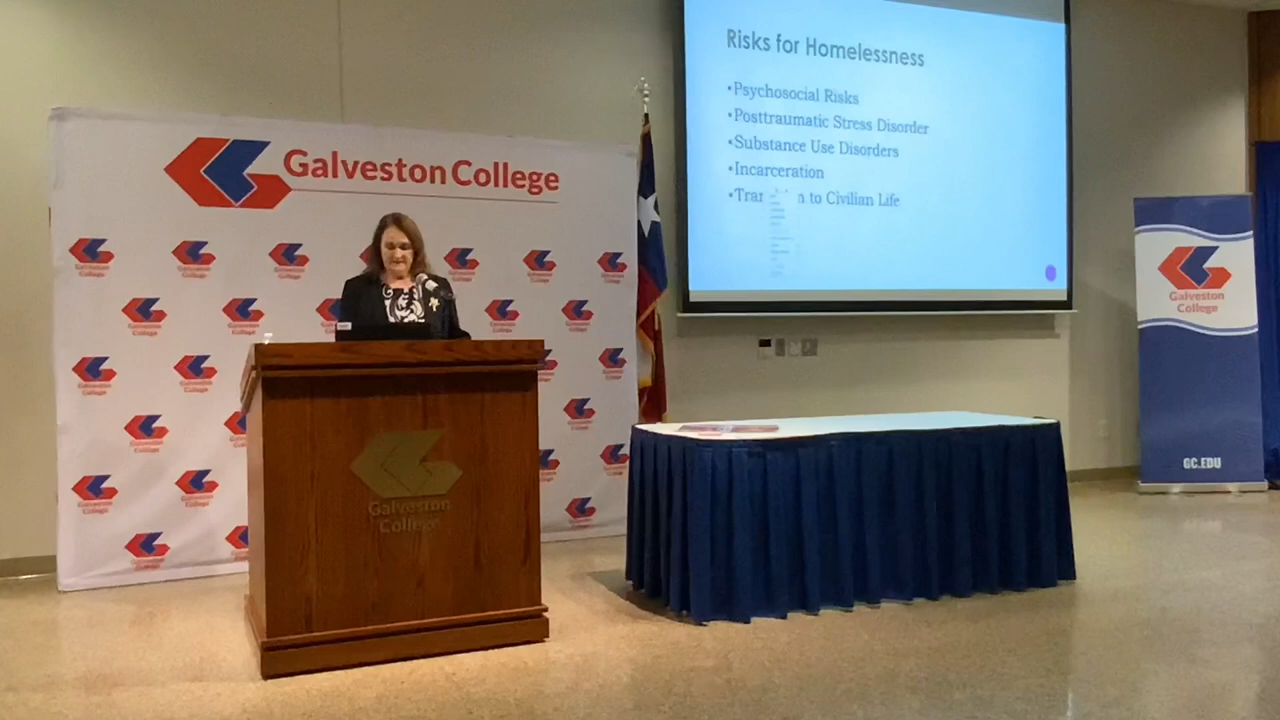 Galveston College
Risks for Homelessness
•Psychosocial Risks
•Posttraumatic Stress Disorder
•Substance Use Disorders
•Incarceration
to Civilian Life
Galveston
College
Galveston
College
GC.EDU